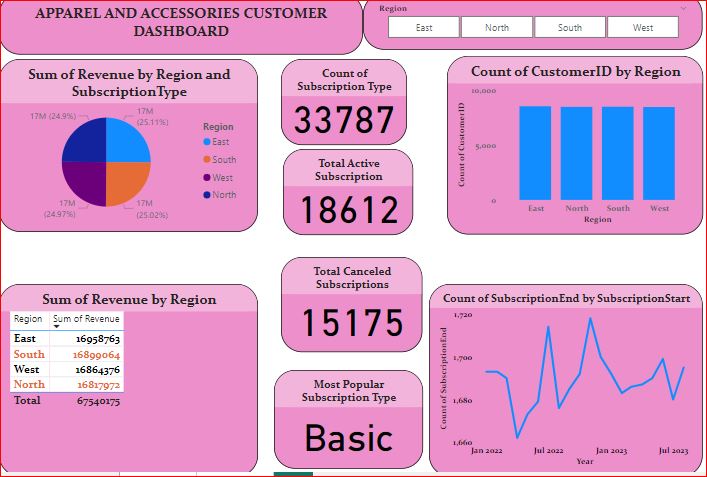 APPAREL AND ACCESSORIES CUSTOMER
DASHBOARD
Region
East North South West
Sum of Revenue by Region and
SubscriptionType
17M (24.9%)
17M
(25.11%)
17M
(24.97%)
17M
(25.02%)
Region
East
South
West
North
Count of
Subscription Type
33787
Total Active
Subscription
18612
Count of CustomerID by Region
Count of CustomerID
10,000
5,000
0
East North South West
Region
Sum of Revenue by Region
Region Sum of Revenue
East 16958763
South 16899064
West 16864376
North 16817972
Total 67540175
Total Canceled
Subscriptions
15175
Most Popular
Subscription Type
Basic
Count of SubscriptionEnd by SubscriptionStart
Count of SubscriptionEnd
1,720
1,700
1,680
1,660
Jan 2022 Jul 2022 Jan 2023 Jul 2023
Year